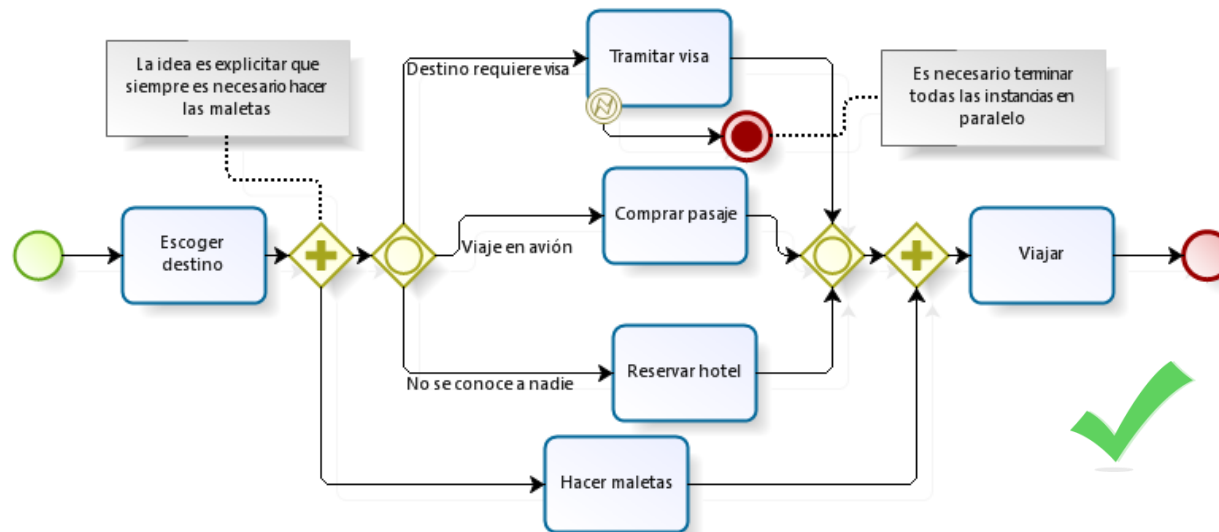 La idea es explicitar que
siempre es necesario hacer
las maletas
Destino requiere visa
Tramitar visa
Es necesario terminar
todas las instancias en
paralelo
Escoger
destino
Viaje en avión
Comprar pasaje
Viajar
No se conoce a nadie
Reservar hotel
Hacer maletas